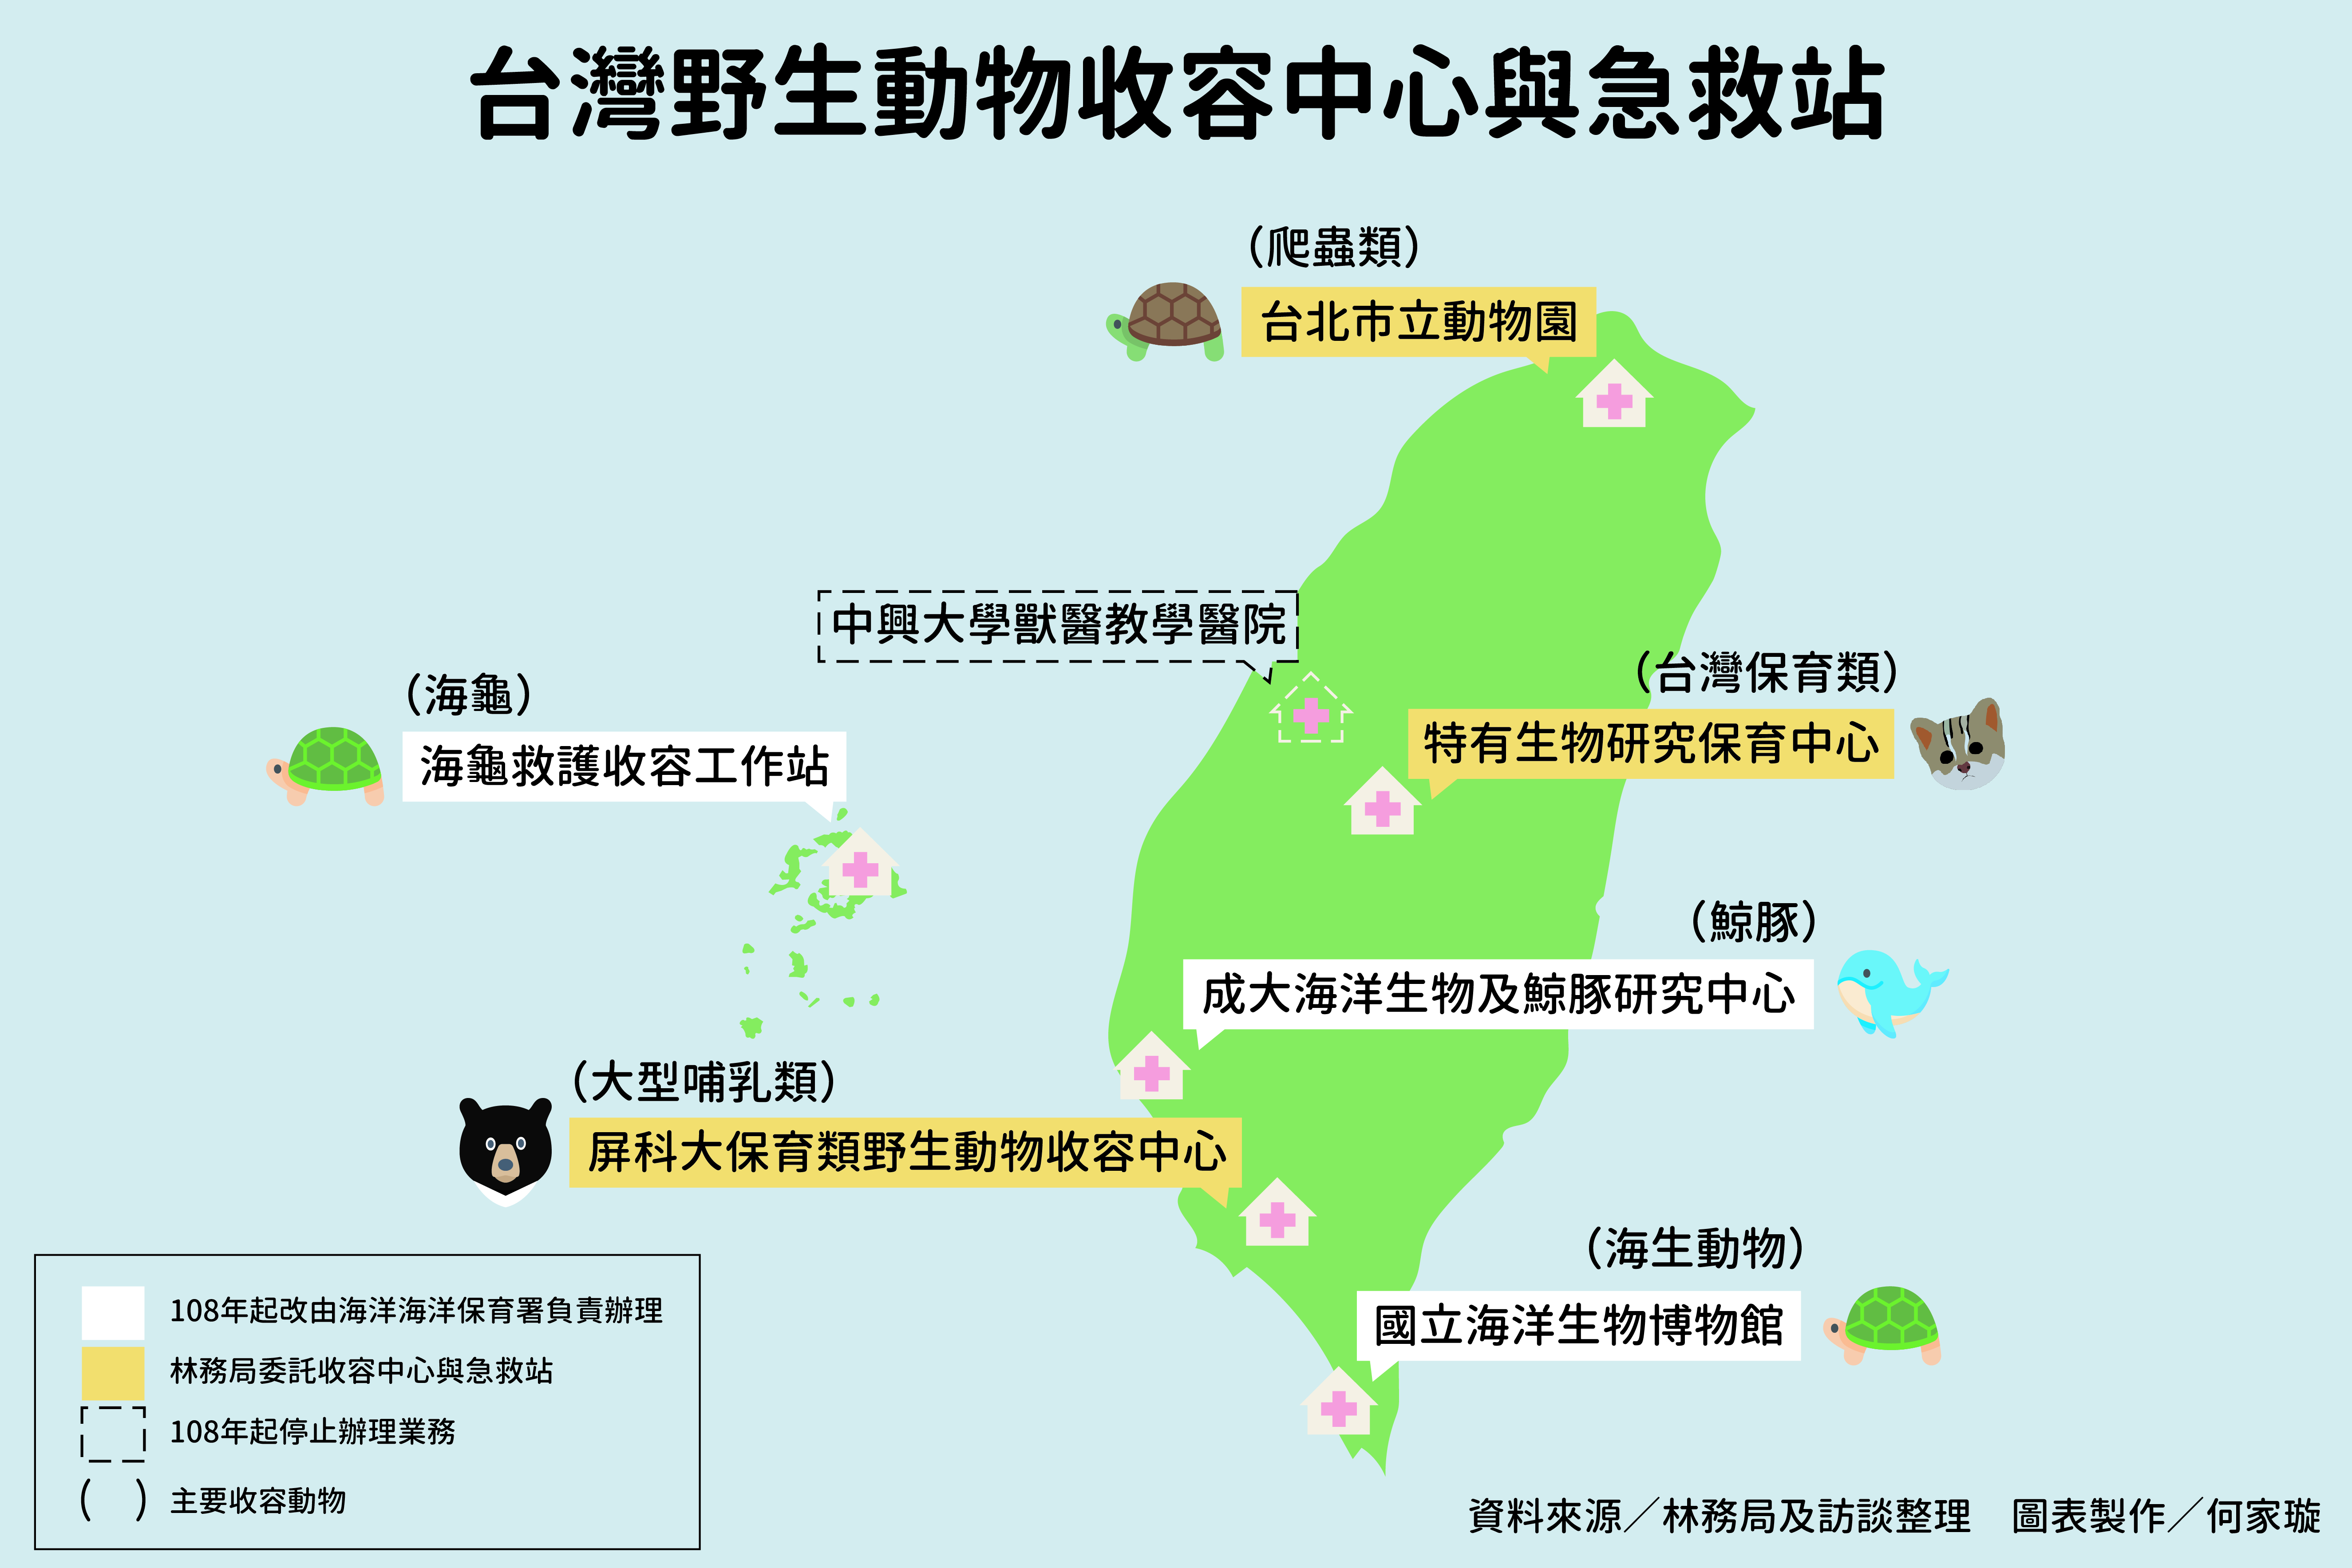 台灣野生動物收容中心與急救站
（爬蟲類）
台北市立動物園
中興大學獸醫教學醫院
（台灣保育類）
特有生物研究保育中心
（海龜）
海龜救護收容工作站
（鯨豚）
成大海洋生物及鯨豚研究中心
（大型哺乳類）
屏科大保育類野生動物收容中心
（海生動物）
國立海洋生物博物館
108年起改由海洋海洋保育署負責辦理
林務局委託收容中心與急救站
108年起停止辦理業務
（ ） 主要收容動物
資料來源／林務局及訪談整理 圖表製作／何家璇